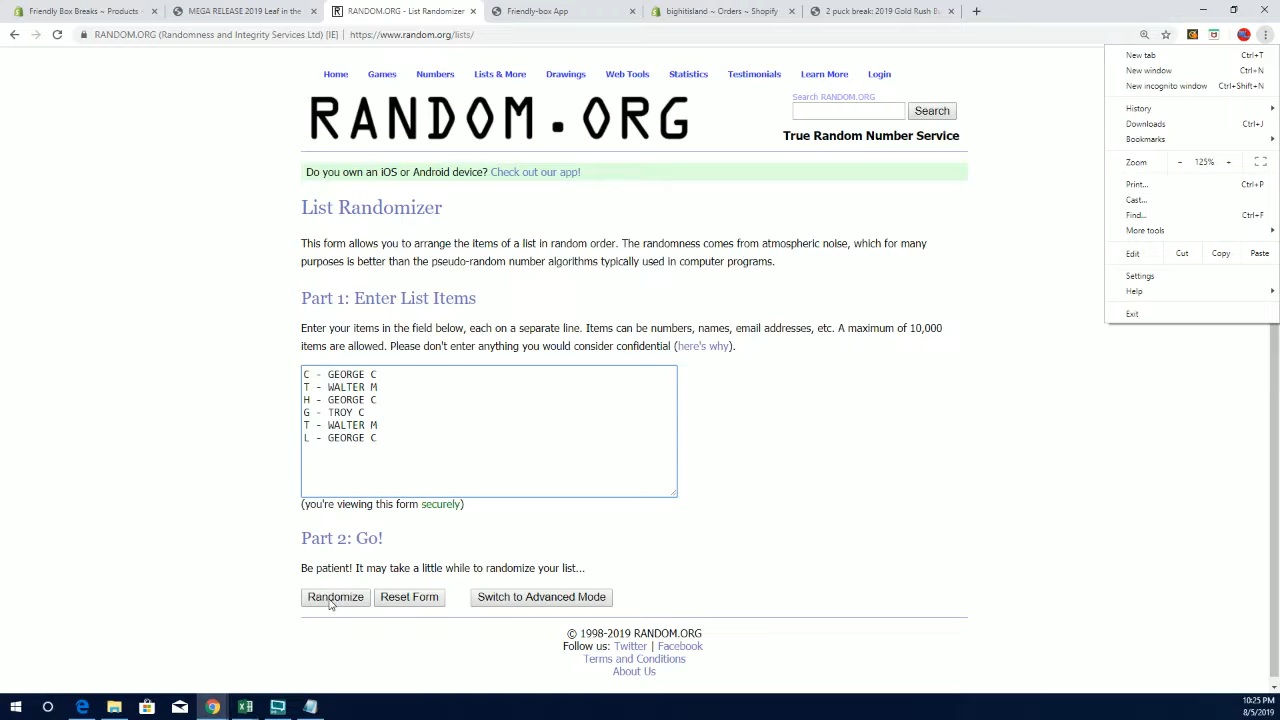 Friendly Box Breaks ~ Products
MEGA RELEASE 2019 Leaf in the
RANDOM.ORG - List Randomizer
Friendly-box App
bightisland ~ Orders ~ Shopify
2 puck break: 2019 Gold Rush B
RANDOM.ORG (Randomness and Integrity Services Ltd) [IE] | https://www.random.org/lists/
New tab Ctrl+T
New window Ctrl+N
New incognito window Ctrl+Shift+N
History
Downloads Ctrl+J
Bookmarks
Zoom - 125% +
Print... Ctrl+P
Cast...
Find... Ctrl+F
More tools
Edit Cut Copy Paste
Settings
Help
Exit
Home Games Numbers Lists & More Drawings Web Tools Statistics Testimonials Learn More Login
RANDOM.ORG
Search RANDOM.ORG
Search
True Random Number Service
Do you own an iOS or Android device? Check out our app!
List Randomizer
This form allows you to arrange the items of a list in random order. The randomness comes from atmospheric noise, which for many
purposes is better than the pseudo-random number algorithms typically used in computer programs.
Part 1: Enter List Items
Enter your items in the field below, each on a separate line. Items can be numbers, names, email addresses, etc. A maximum of 10,000
items are allowed. Please don't enter anything you would consider confidential (here's why).
C - GEORGE C
T - WALTER M
H - GEORGE C
G - TROY C
T - WALTER M
L - GEORGE C
(you're viewing this form securely)
Part 2: Go!
Be patient! It may take a little while to randomize your list...
Randomize Reset Form Switch to Advanced Mode
© 1998-2019 RANDOM.ORG
Follow us: Twitter | Facebook
Terms and Conditions
About Us
10:25 PM
8/5/2019